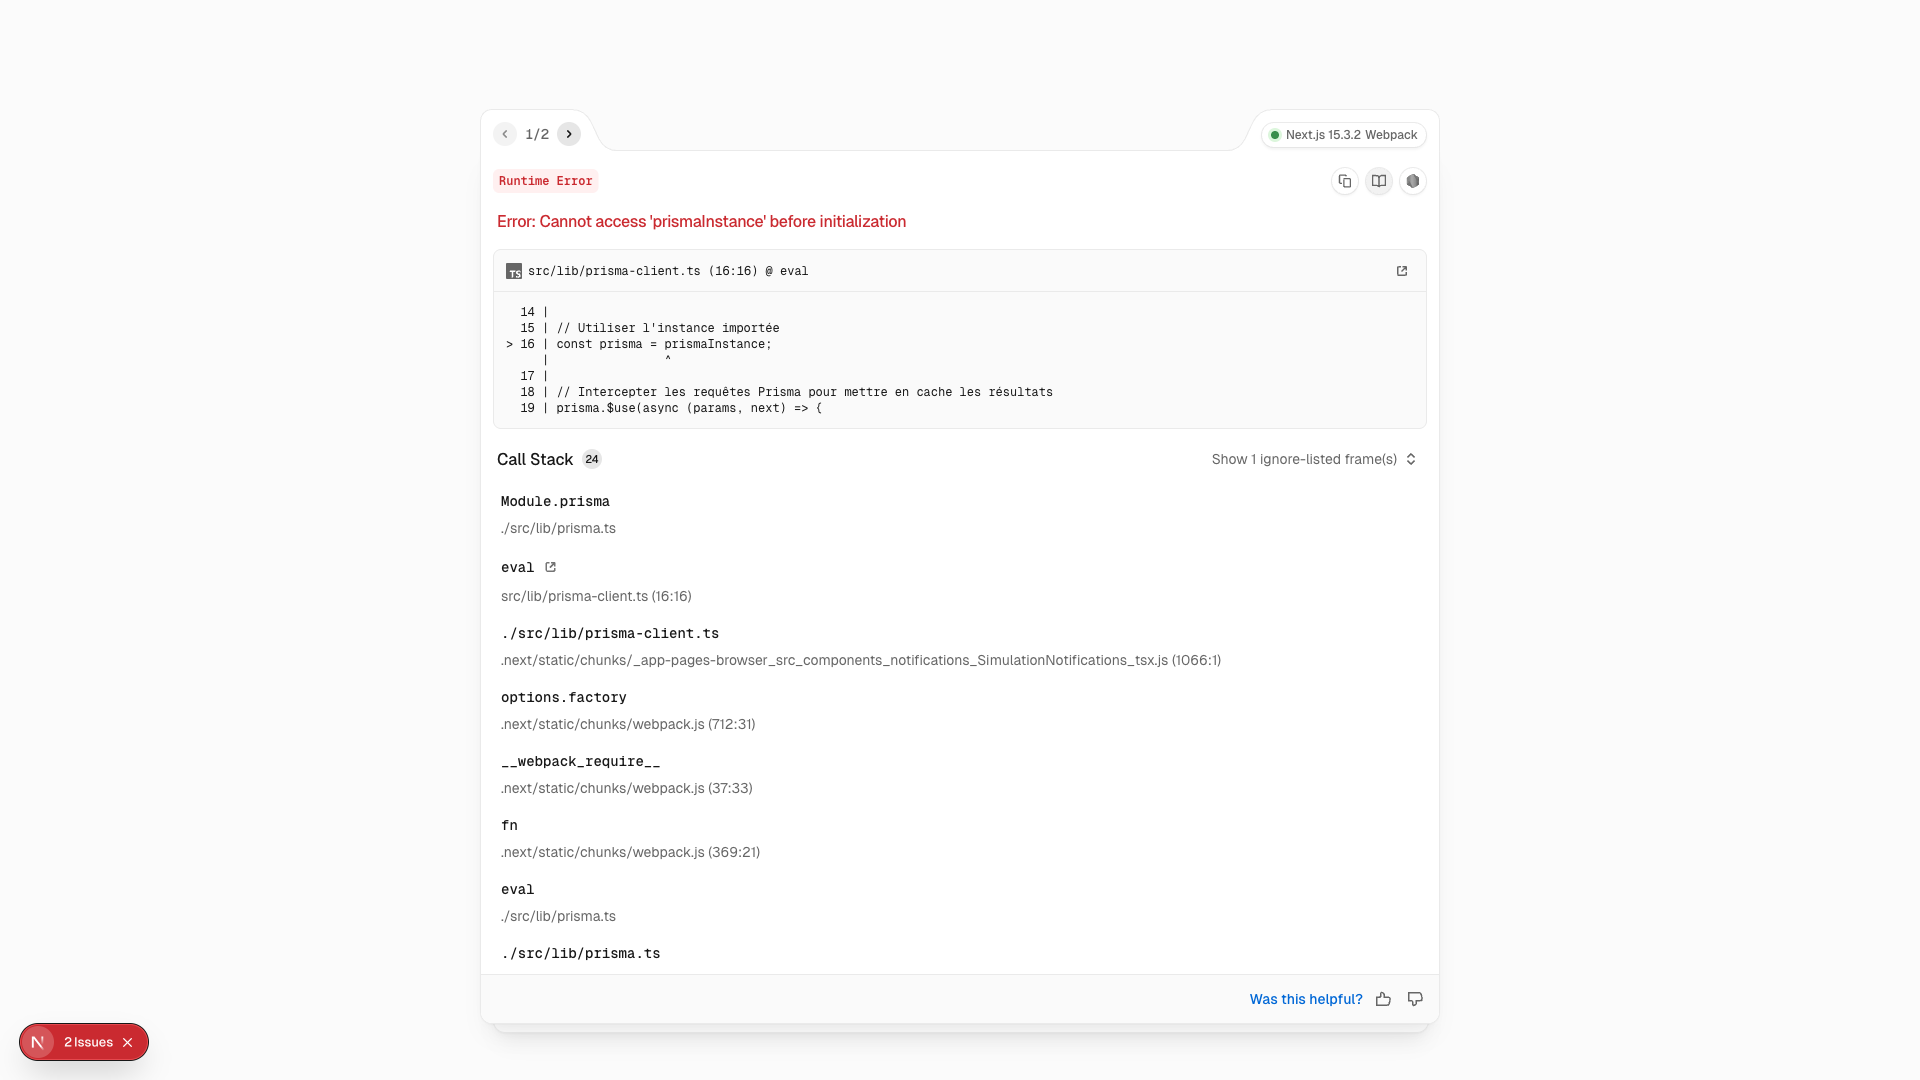 1/2
Next.js 15.3.2 Webpack
Runtime Error
Error: Cannot access 'prismaInstance' before initialization
TS src/lib/prisma-client.ts (16:16) @ eval
14 |
15 | // Utiliser l'instance importée
> 16 | const prisma = prismaInstance;
| ^
17 |
18 | // Intercepter les requêtes Prisma pour mettre en cache les résultats
19 | prisma.$use(async (params, next) => {
Call Stack 24
Show 1 ignore-listed frame(s)
Module.prisma
./src/lib/prisma.ts
eval
src/lib/prisma-client.ts (16:16)
./src/lib/prisma-client.ts
.next/static/chunks/_app-pages-browser_src_components_notifications_SimulationNotifications_tsx.js (1066:1)
options.factory
.next/static/chunks/webpack.js (712:31)
__webpack_require__
.next/static/chunks/webpack.js (37:33)
fn
.next/static/chunks/webpack.js (369:21)
eval
./src/lib/prisma.ts
./src/lib/prisma.ts
Was this helpful?
N 2 Issues